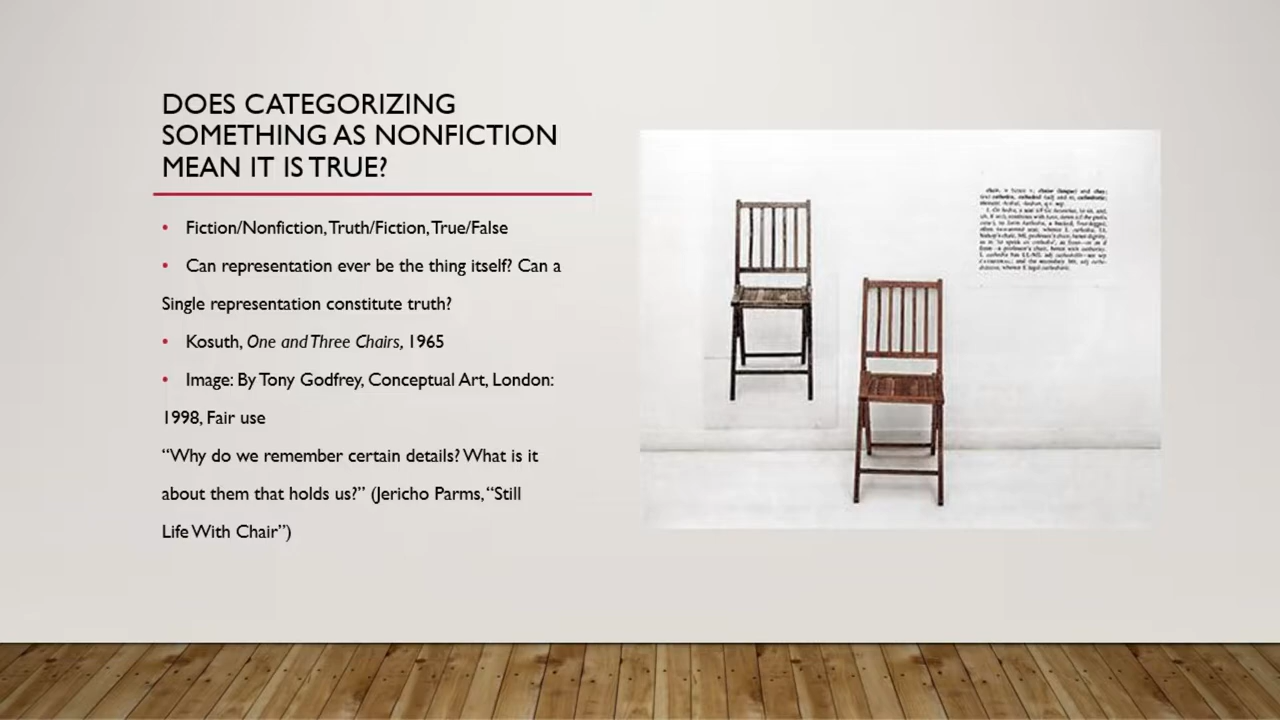 DOES CATEGORIZING
SOMETHING AS NONFICTION
MEAN IT IS TRUE?
• Fiction/Nonfiction, Truth/Fiction, True/False
• Can representation ever be the thing itself? Can a
Single representation constitute truth?
• Kosuth, One and Three Chairs, 1965
• Image: By Tony Godfrey, Conceptual Art, London:
1998, Fair use
“Why do we remember certain details? What is it
about them that holds us?” (Jericho Parms, “Still
Life With Chair”)